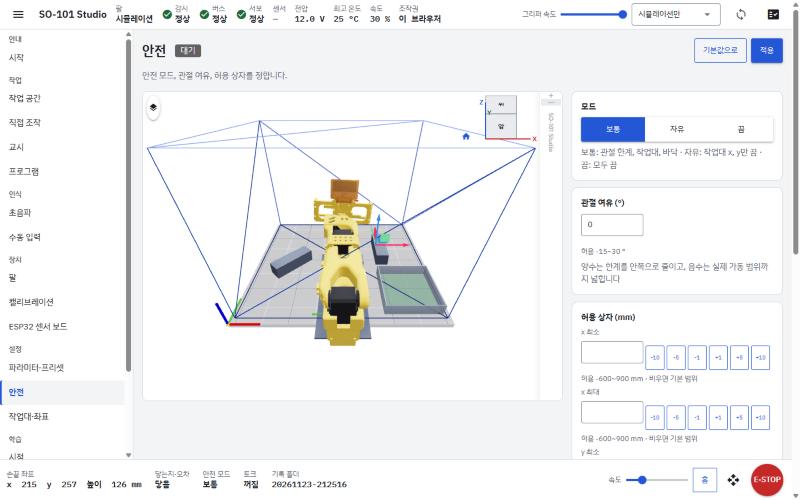 SO-101 Studio
팔
시뮬레이션
감시
정상
버스
정상
서보
정상
센서
—
전압
12.0 V
최고 온도
25 °C
속도
30 %
조작권
이 브라우저
그리퍼 속도
시뮬레이션만
안내
시작
작업
작업 공간
직접 조작
교시
프로그램
인식
초음파
수동 입력
장치
팔
캘리브레이션
ESP32 센서 보드
설정
파라미터·프리셋
안전
작업대·좌표
학습
시점
안전
대기
기본값으로
적용
안전 모드, 관절 여유, 허용 상자를 정합니다.
Z
Y
X
앞
SO-101 Studio
모드
보통
자유
끔
보통: 관절 한계, 작업대, 바닥 · 자유: 작업대 x, y만 끔 ·
끔: 모두 끔
관절 여유 (°)
0
허용 -15~30 °
양수는 한계를 안쪽으로 줄이고, 음수는 실제 가동 범위까
지 넓힙니다
허용 상자 (mm)
x 최소
-10
-5
-1
+1
+5
+10
허용 -600~900 mm · 비우면 기본 범위
x 최대
-10
-5
-1
+1
+5
+10
허용 -600~900 mm · 비우면 기본 범위
y 최소
손끝 좌표
x 215 y 257 높이 126 mm
닿는지·오차
닿음
안전 모드
보통
토크
꺼짐
기록 폴더
20261123-212516
속도
홈
E-STOP